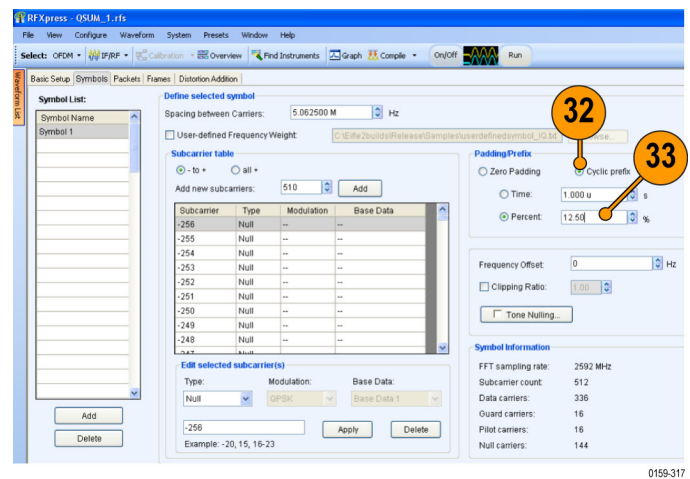 RFXpress - QSUM_1.rfs
File View Configure Waveform System Presets Window Help
Select: OFDM IF/RF Calibration Overview Find Instruments Graph Compile On/Off Run
Waveform List
Basic Setup Symbols Packets Frames Distortion Addition
Symbol List:
Symbol Name
Symbol 1
Add
Delete
Define selected symbol
Spacing between Carriers: 5.062500 M Hz
User-defined Frequency Weight:
Subcarrier table
- to + all +
Add new subcarriers: 510 Add
Subcarrier Type Modulation Base Data
-256 Null -- --
-255 Null -- --
-254 Null -- --
-253 Null -- --
-252 Null -- --
-251 Null -- --
-250 Null -- --
-249 Null -- --
-248 Null -- --
-247 Null
Edit selected subcarrier(s)
Type: Modulation: Base Data:
Null QPSK Base Data 1
-256 Apply Delete
Example: -20, 15, 16-23
32
33
Padding/Prefix
Zero Padding Cyclic prefix
Time: 1.000 u s
Percent: 12.50 %
Frequency Offset: 0 Hz
Clipping Ratio: 1.00
Tone Nulling...
Symbol Information
FFT sampling rate: 2592 MHz
Subcarrier count: 512
Data carriers: 336
Guard carriers: 16
Pilot carriers: 16
Null carriers: 144
0159-317